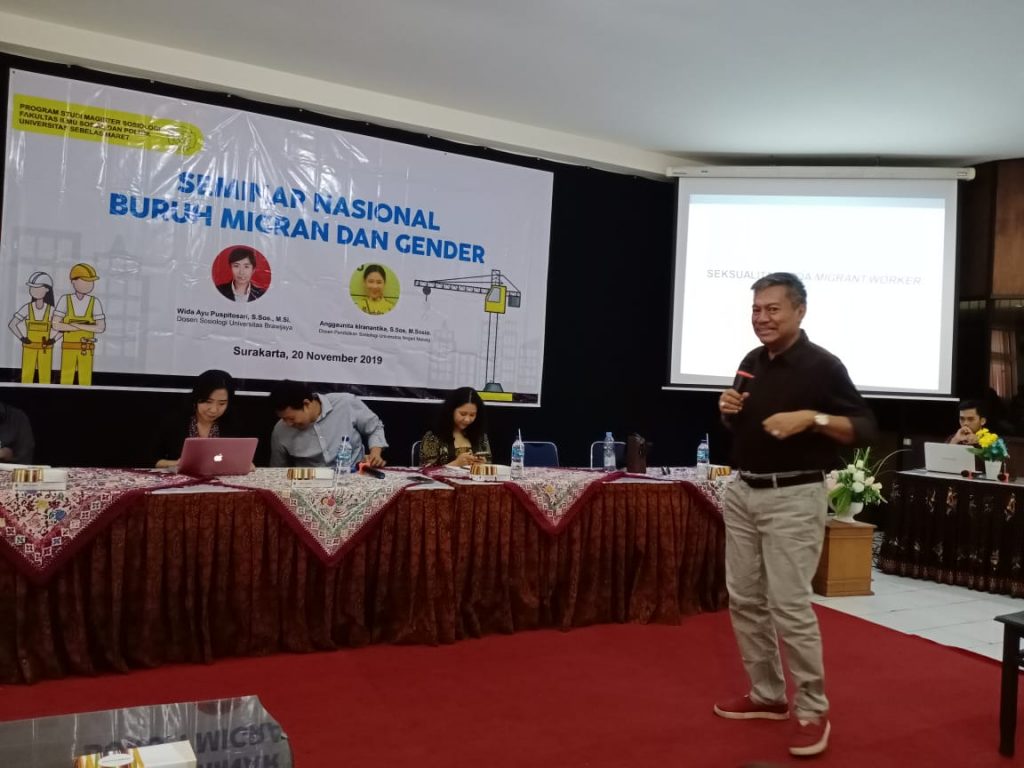 PROGRAM STUDI MAGISTER SOSIOLOGI
FAKULTAS ILMU SOSIAL DAN POLITIK
UNIVERSITAS SEBELAS MARET
SEMINAR NASIONAL
BURUH MIGRAN DAN GENDER
Wida Ayu Puspitosari, S.Sos., M.Si.
Dosen Sosiologi Universitas Brawijaya
Anggaunita kiranantika, S.Sos, M.Sosio.
Dosen Pendidikan Sosiologi Universitas Negeri Malang
Surakarta, 20 November 2019
SEKSUALITAS MIGRANT WORKER